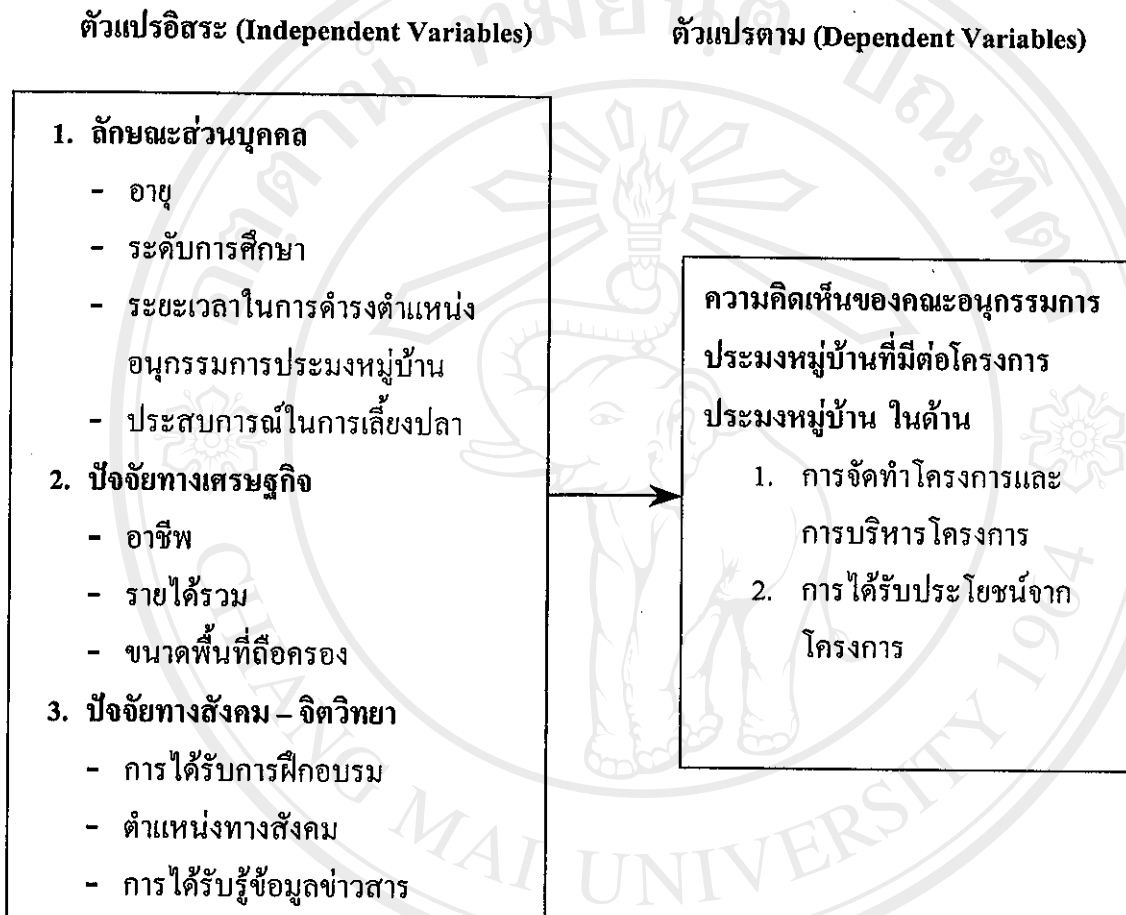 ตัวแปรอิสระ (Independent Variables)
ตัวแปรตาม (Dependent Variables)
1. ลักษณะส่วนบุคคล
- อายุ
- ระดับการศึกษา
- ระยะเวลาในการดำรงตำแหน่ง
อนุกรรมการประมงหมู่บ้าน
- ประสบการณ์ในการเลี้ยงปลา
2. ปัจจัยทางเศรษฐกิจ
- อาชีพ
- รายได้รวม
- ขนาดพื้นที่ถือครอง
3. ปัจจัยทางสังคม – จิตวิทยา
- การได้รับการฝึกอบรม
- ตำแหน่งทางสังคม
- การได้รับรู้ข้อมูลข่าวสาร
ความคิดเห็นของคณะอนุกรรมการ
ประมงหมู่บ้านที่มีต่อโครงการ
ประมงหมู่บ้าน ในด้าน
1. การจัดทำโครงการและ
การบริหารโครงการ
2. การได้รับประโยชน์จาก
โครงการ
CHIANG MAI UNIVERSITY 1904